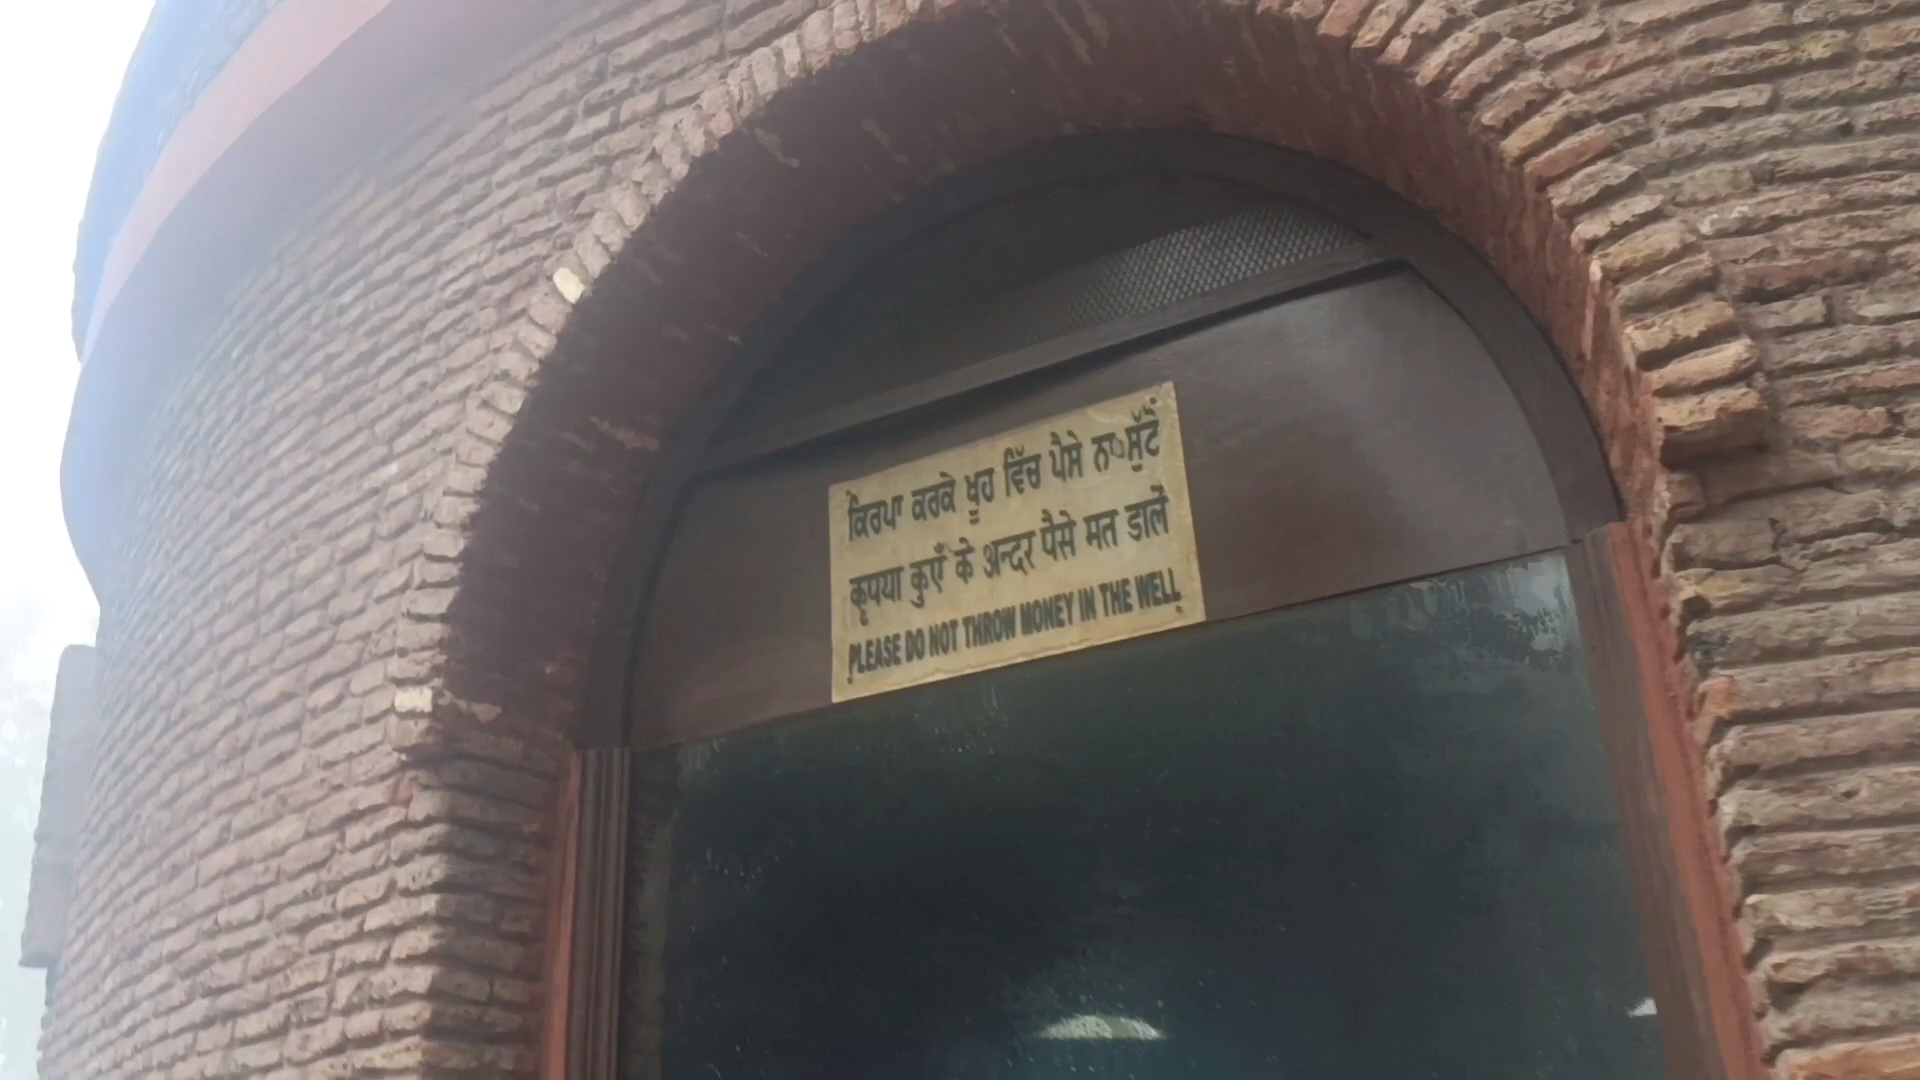 ਕਿਰਪਾ ਕਰਕੇ ਖੂਹ ਵਿੱਚ ਪੈਸੇ ਨਾ ਸੁੱਟੋਂ
कृपया कुएँ के अन्दर पैसे मत डालें
PLEASE DO NOT THROW MONEY IN THE WELL